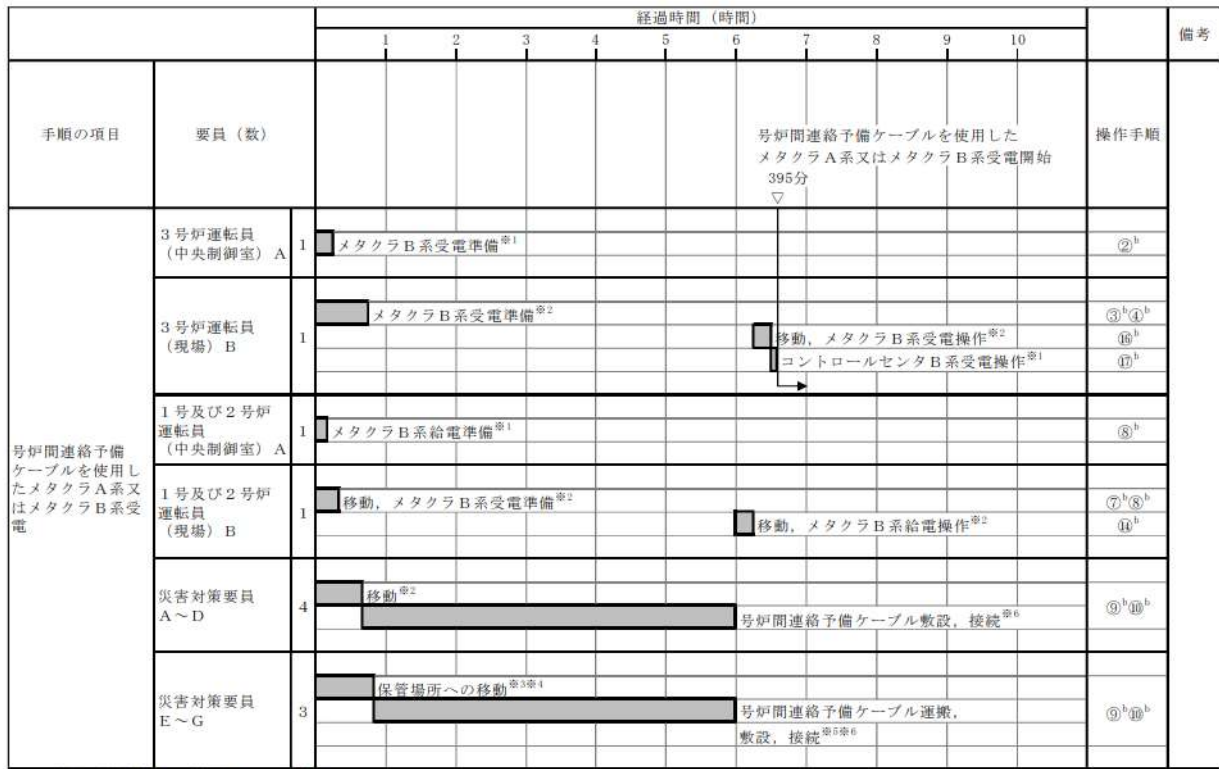 経過時間（時間）
備考
1 2 3 4 5 6 7 8 9 10
手順の項目
要員（数）
号炉間連絡予備ケーブルを使用した
メタクラＡ系又はメタクラＢ系受電開始
395分
▽
操作手順
号炉間連絡予備
ケーブルを使用し
たメタクラＡ系又
はメタクラＢ系受
電
３号炉運転員
（中央制御室）Ａ
1
メタクラＢ系受電準備※1
②b
３号炉運転員
（現場）Ｂ
1
メタクラＢ系受電準備※2
③b④b
移動，メタクラＢ系受電操作※2
⑯b
コントロールセンタＢ系受電操作※1
⑰b
１号及び２号炉
運転員
（中央制御室）Ａ
1
メタクラＢ系給電準備※1
⑧b
１号及び２号炉
運転員
（現場）Ｂ
1
移動，メタクラＢ系受電準備※2
⑦b⑧b
移動，メタクラＢ系給電操作※2
⑭b
災害対策要員
Ａ～Ｄ
4
移動※2
号炉間連絡予備ケーブル敷設，接続※6
⑨b⑩b
災害対策要員
Ｅ～Ｇ
3
保管場所への移動※3※4
号炉間連絡予備ケーブル運搬，
敷設，接続※5※6
⑨b⑩b